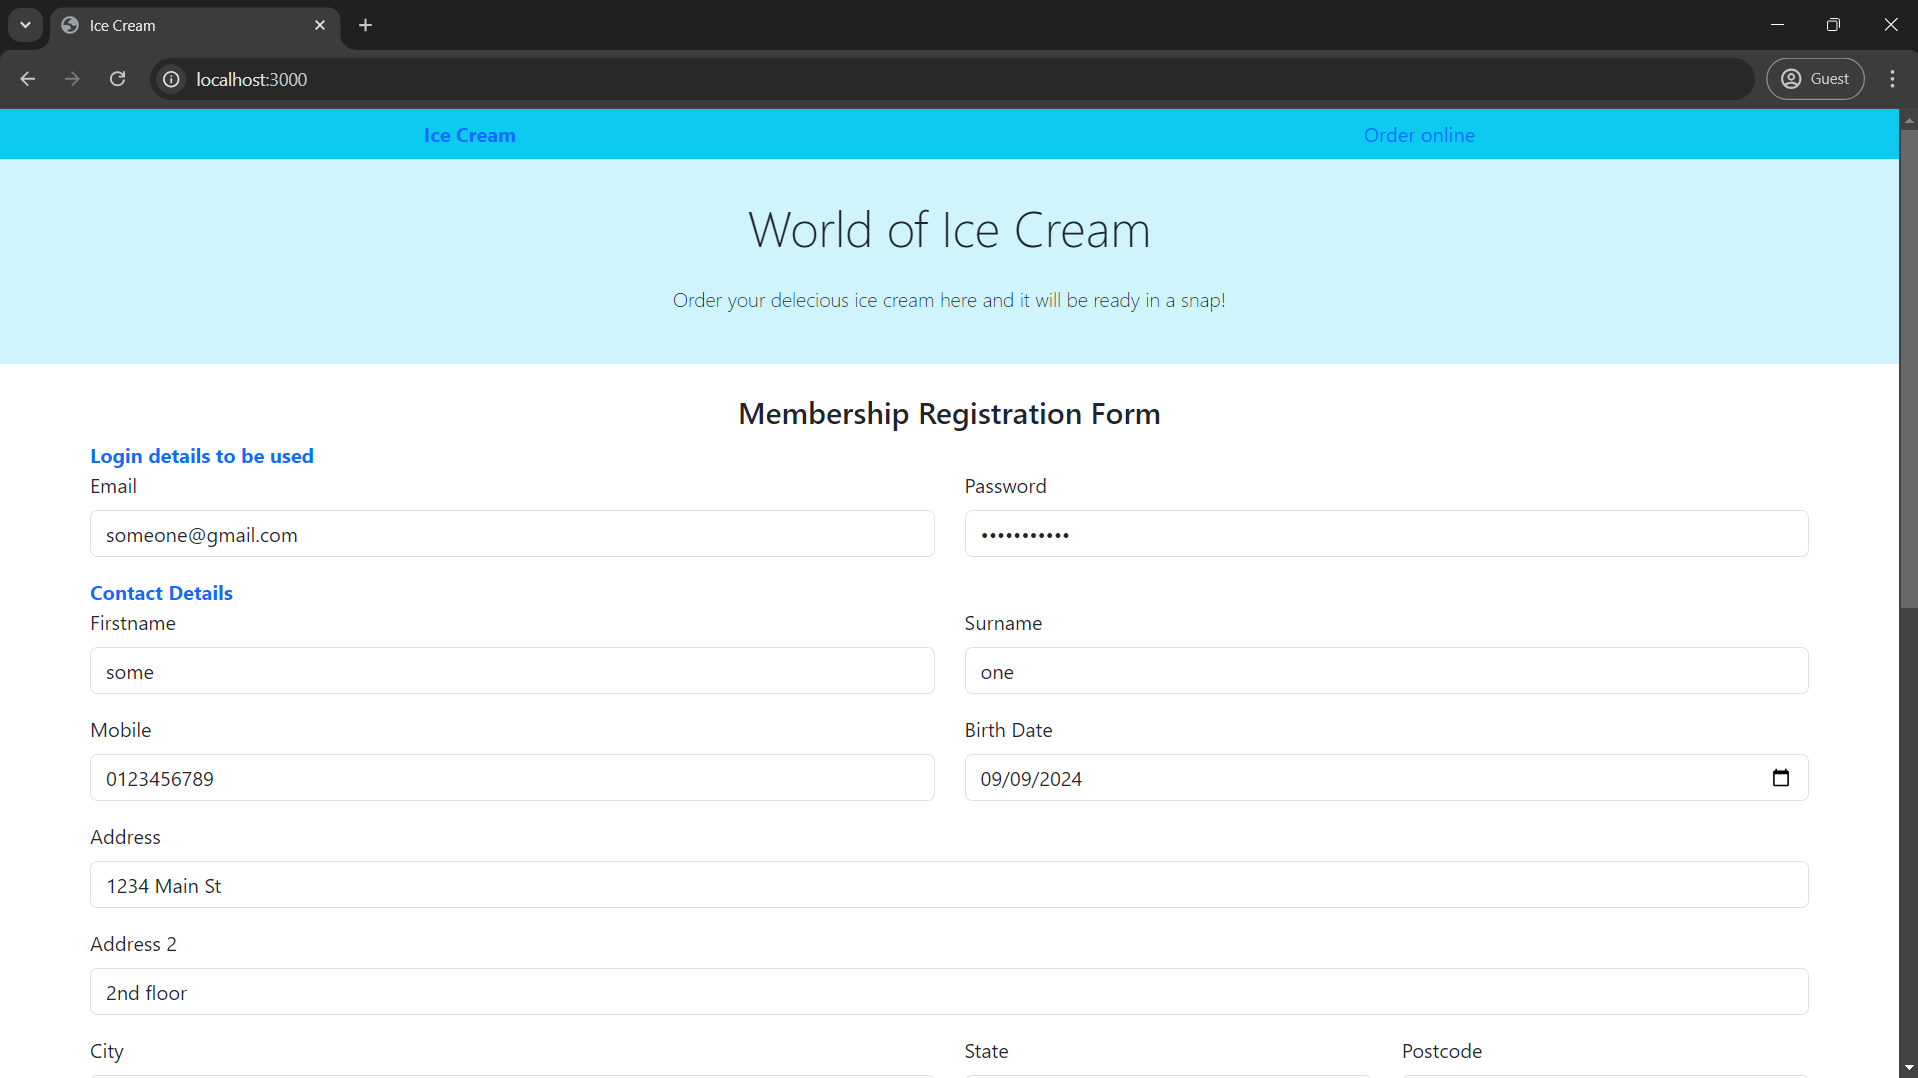 Ice Cream
localhost:3000
Guest
Ice Cream
Order online
World of Ice Cream
Order your delecious ice cream here and it will be ready in a snap!
Membership Registration Form
Login details to be used
Email
Password
someone@gmail.com
•••••••••••
Contact Details
Firstname
Surname
some
one
Mobile
Birth Date
0123456789
09/09/2024
Address
1234 Main St
Address 2
2nd floor
City
State
Postcode